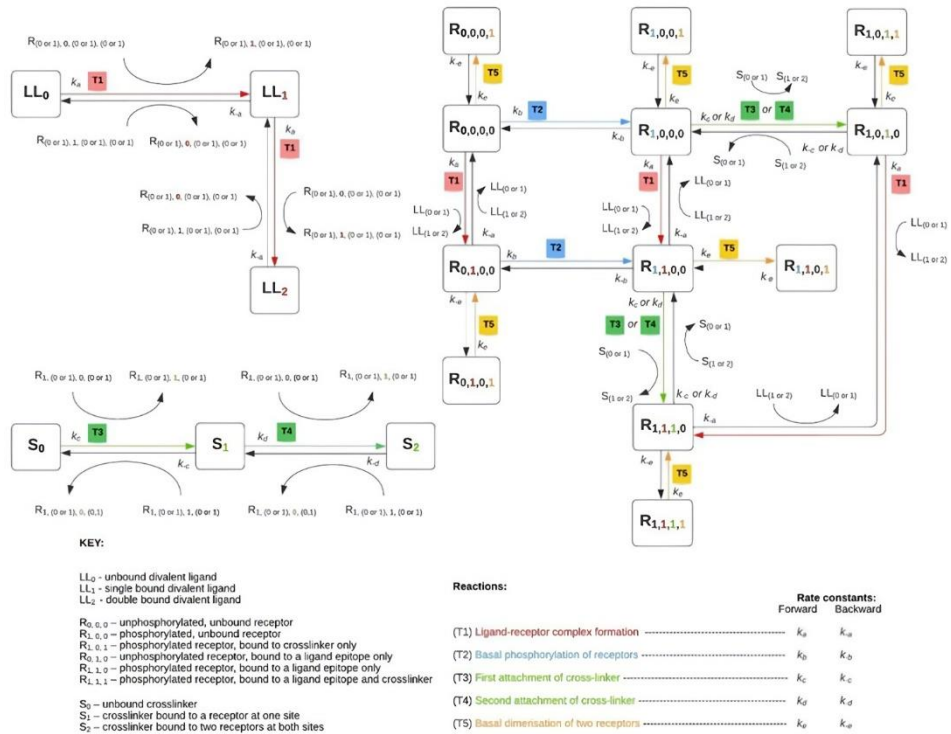 R(0 or 1), 0, (0 or 1), (0 or 1)
R(0 or 1), 1, (0 or 1), (0 or 1)
ka T1
LL0
LL1
k-a
R(0 or 1), 1, (0 or 1), (0 or 1)
R(0 or 1), 0, (0 or 1), (0 or 1)
ka
T1
R(0 or 1), 0, (0 or 1), (0 or 1)
R(0 or 1), 0, (0 or 1), (0 or 1)
R(0 or 1), 1, (0 or 1), (0 or 1)
R(0 or 1), 1, (0 or 1), (0 or 1)
k-a
LL2
R1, (0 or 1), 0, (0 or 1)
R1, (0 or 1), 1, (0 or 1)
R1, (0 or 1), 0, (0 or 1)
R1, (0 or 1), 1, (0 or 1)
kc T3
kd T4
S0
S1
S2
k-c
k-d
R1, (0 or 1), 0, (0,1)
R1, (0 or 1), 1, (0 or 1)
R1, (0 or 1), 0, (0,1)
R1, (0 or 1), 1, (0 or 1)
R0,0,0,1
R1,0,0,1
R1,0,1,1
k-e T5 ke
k-e T5 ke
k-e T5 ke
S(0 or 1)
S(1 or 2)
R0,0,0,0
kb T2
k-b
R1,0,0,0
kc or kd T3 or T4
k-c or k-d
R1,0,1,0
S(0 or 1)
S(1 or 2)
T1
LL(0 or 1)
LL(1 or 2)
LL(0 or 1)
LL(1 or 2)
k-a
ka
T1
LL(0 or 1)
LL(1 or 2)
LL(0 or 1)
LL(1 or 2)
k-a
ka
T1
LL(0 or 1)
LL(1 or 2)
R0,1,0,0
kb T2
k-b
R1,1,0,0
ke T5
k-e
R1,1,0,1
k-e T5 ke
R0,1,0,1
kc or kd
T3 or T4
S(0 or 1)
S(1 or 2)
S(0 or 1)
S(1 or 2)
k-c or k-d
R1,1,1,0
k-a
LL(1 or 2)
LL(0 or 1)
k-e T5 ke
R1,1,1,1
KEY:
LL0 - unbound divalent ligand
LL1 - single bound divalent ligand
LL2 - double bound divalent ligand
R0, 0, 0 – unphosphorylated, unbound receptor
R1, 0, 0 – phosphorylated, unbound receptor
R1, 0, 1 – phosphorylated receptor, bound to crosslinker only
R0, 1, 0 – unphosphorylated receptor, bound to a ligand epitope only
R1, 1, 0 – phosphorylated receptor, bound to a ligand epitope only
R1, 1, 1 – phosphorylated receptor, bound to a ligand epitope and crosslinker
S0 – unbound crosslinker
S1 – crosslinker bound to a receptor at one site
S2 – crosslinker bound to two receptors at both sites
Reactions:
Rate constants:
Forward Backward
(T1) Ligand-receptor complex formation ka k-a
(T2) Basal phosphorylation of receptors kb k-b
(T3) First attachment of cross-linker kc k-c
(T4) Second attachment of cross-linker kd k-d
(T5) Basal dimerisation of two receptors ke k-e